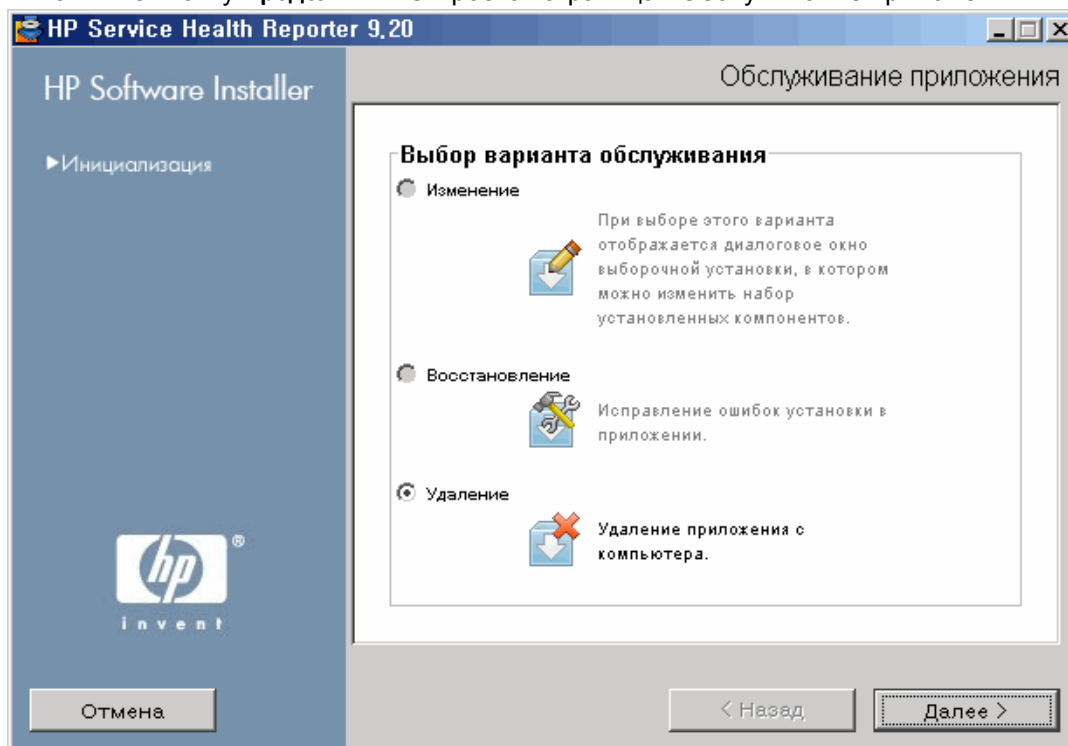 HP Service Health Reporter 9,20
HP Software Installer
Обслуживание приложения
►Инициализация
Выбор варианта обслуживания
Изменение
При выборе этого варианта
отображается диалоговое окно
выборочной установки, в котором
можно изменить набор
установленных компонентов.
Восстановление
Исправление ошибок установки в
приложении.
Удаление
Удаление приложения с
компьютера.
hp
®
invent
Отмена
< Назад
Далее >